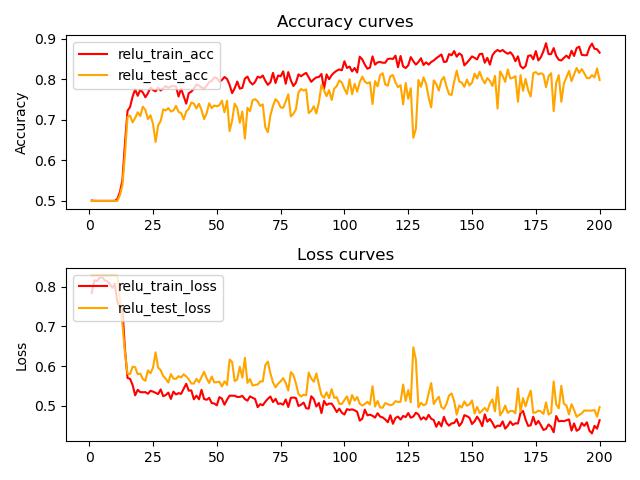 Accuracy curves
0.9
0.8
0.7
0.6
0.5
Accuracy
relu_train_acc
relu_test_acc
0 25 50 75 100 125 150 175 200
Loss curves
0.8
0.7
0.6
0.5
Loss
relu_train_loss
relu_test_loss
0 25 50 75 100 125 150 175 200